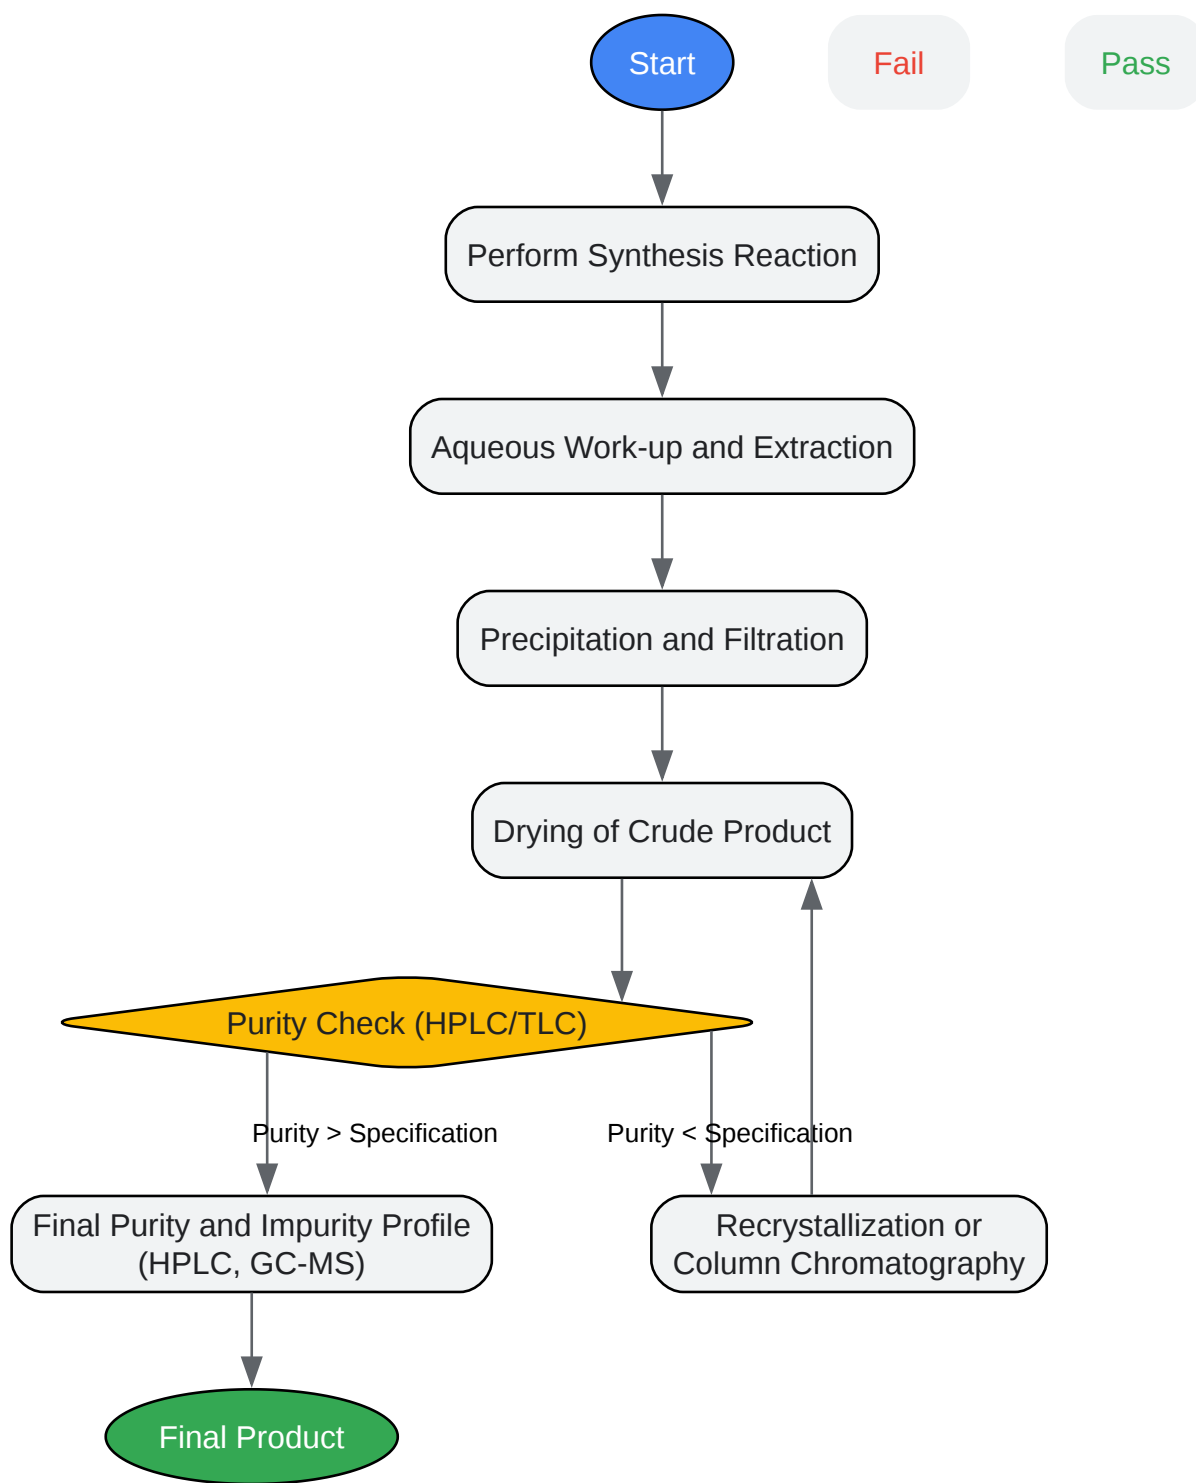 Start
Fail
Pass
Perform Synthesis Reaction
Aqueous Work-up and Extraction
Precipitation and Filtration
Drying of Crude Product
Purity Check (HPLC/TLC)
Purity > Specification
Purity < Specification
Final Purity and Impurity Profile
(HPLC, GC-MS)
Recrystallization or
Column Chromatography
Final Product